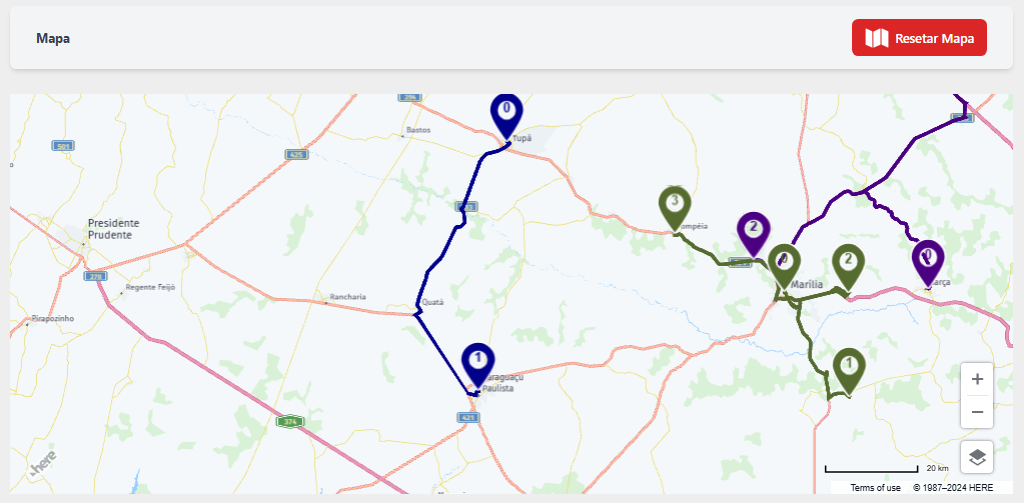 Mapa
Resetar Mapa
294
0
Bastos
Tupã
501
425
3
Presidente
Prudente
ompéia
2
0
2
0
Marília
arça
270
Regente Feijó
Rancharia
Quatá
Pirapozinho
1
1
araguaçu
Paulista
421
374
here
20 km
Terms of use
© 1987–2024 HERE